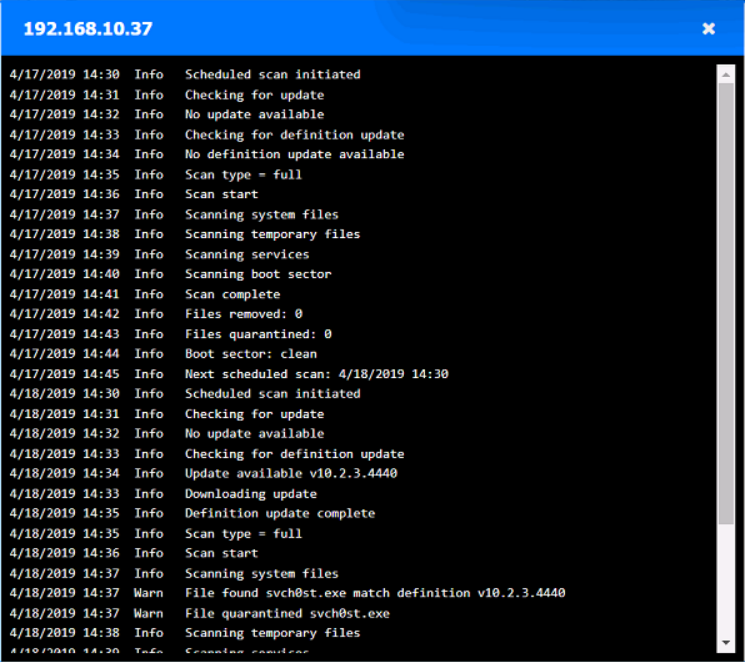 192.168.10.37
4/17/2019 14:30 Info Scheduled scan initiated
4/17/2019 14:31 Info Checking for update
4/17/2019 14:32 Info No update available
4/17/2019 14:33 Info Checking for definition update
4/17/2019 14:34 Info No definition update available
4/17/2019 14:35 Info Scan type = full
4/17/2019 14:36 Info Scan start
4/17/2019 14:37 Info Scanning system files
4/17/2019 14:38 Info Scanning temporary files
4/17/2019 14:39 Info Scanning services
4/17/2019 14:40 Info Scanning boot sector
4/17/2019 14:41 Info Scan complete
4/17/2019 14:42 Info Files removed: 0
4/17/2019 14:43 Info Files quarantined: 0
4/17/2019 14:44 Info Boot sector: clean
4/17/2019 14:45 Info Next scheduled scan: 4/18/2019 14:30
4/18/2019 14:30 Info Scheduled scan initiated
4/18/2019 14:31 Info Checking for update
4/18/2019 14:32 Info No update available
4/18/2019 14:33 Info Checking for definition update
4/18/2019 14:34 Info Update available v10.2.3.4440
4/18/2019 14:33 Info Downloading update
4/18/2019 14:35 Info Definition update complete
4/18/2019 14:35 Info Scan type = full
4/18/2019 14:36 Info Scan start
4/18/2019 14:37 Info Scanning system files
4/18/2019 14:37 Warn File found svch0st.exe match definition v10.2.3.4440
4/18/2019 14:37 Warn File quarantined svch0st.exe
4/18/2019 14:38 Info Scanning temporary files
4/18/2019 14:39 Info Scanning services